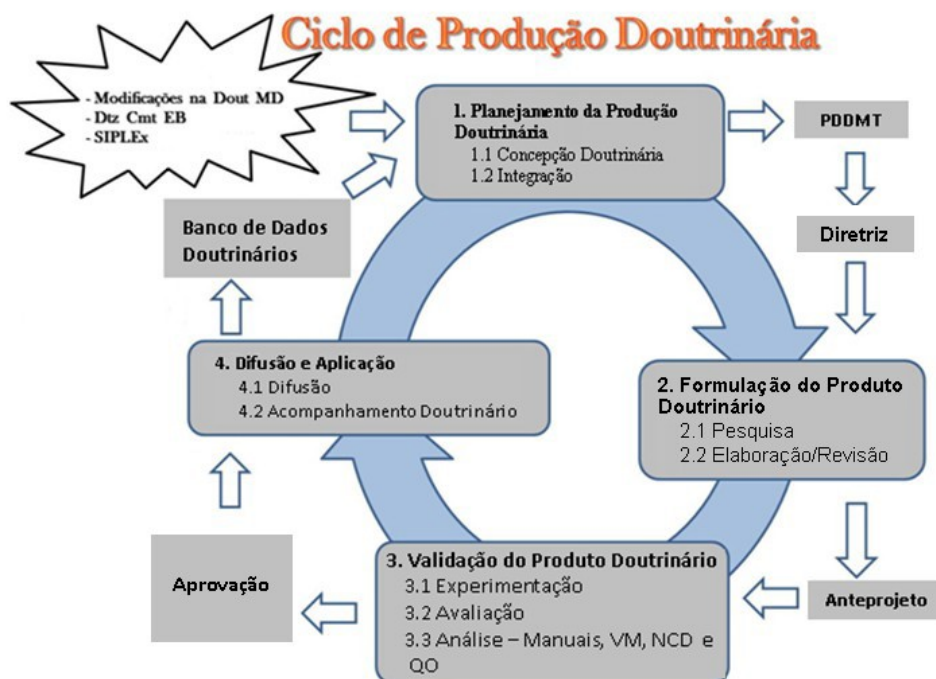 Ciclo de Produção Doutrinária
- Modificações na Dout MD
- Dtz Cmt EB
- SIPLEx
1. Planejamento da Produção
Doutrinária
1.1 Concepção Doutrinária
1.2 Integração
PDDMT
Diretriz
2. Formulação do Produto
Doutrinário
2.1 Pesquisa
2.2 Elaboração/Revisão
Anteprojeto
3. Validação do Produto Doutrinário
3.1 Experimentação
3.2 Avaliação
3.3 Análise – Manuais, VM, NCD e
QO
Aprovação
4. Difusão e Aplicação
4.1 Difusão
4.2 Acompanhamento Doutrinário
Banco de Dados
Doutrinários